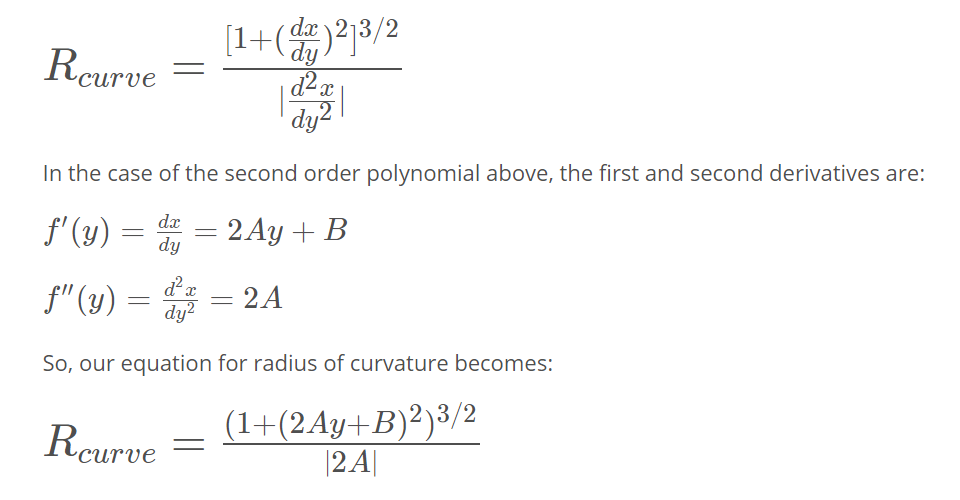 R_{curve} = \frac{[1+(\frac{dx}{dy})^2]^{3/2}}{|\frac{d^2x}{dy^2}|}
In the case of the second order polynomial above, the first and second derivatives are:
f'(y) = \frac{dx}{dy} = 2Ay + B
f''(y) = \frac{d^2x}{dy^2} = 2A
So, our equation for radius of curvature becomes:
R_{curve} = \frac{(1+(2Ay+B)^2)^{3/2}}{|2A|}